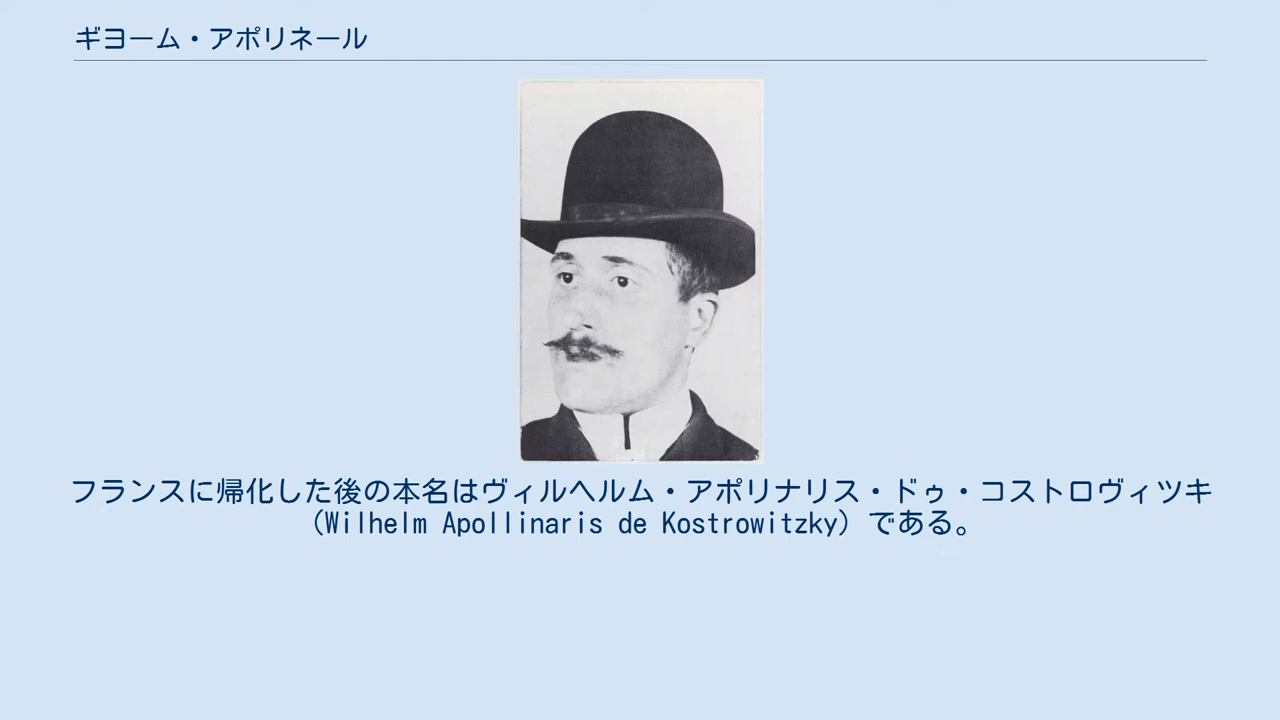 ギヨーム・アポリネール
フランスに帰化した後の本名はヴィルヘルム・アポリナリス・ドゥ・コストロヴィツキ
（Wilhelm Apollinaris de Kostrowitzky）である。